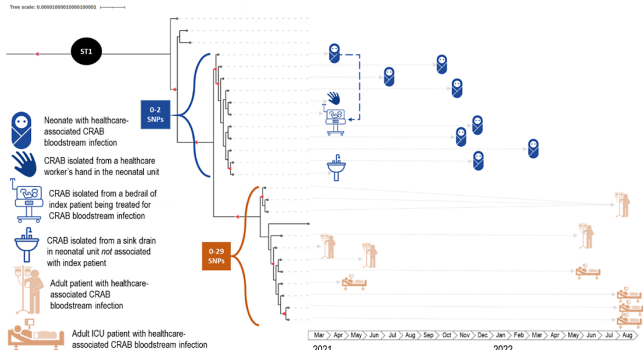 Tree scale: 0.00001000010000100001
ST1
0-2
SNPs
Neonate with healthcare-
associated CRAB
bloodstream infection
CRAB isolated from a healthcare
worker's hand in the neonatal unit
CRAB isolated from a bedrail of
index patient being treated for
CRAB bloodstream infection
CRAB isolated from a sink drain
in neonatal unit not associated
with index patient
0-29
SNPs
Adult patient with healthcare-
associated CRAB
bloodstream infection
Adult ICU patient with healthcare-
associated CRAB bloodstream infection
Mar Apr May Jun Jul Aug Sep Oct Nov Dec Jan Feb Mar Apr May Jun Jul Aug
2021 2022